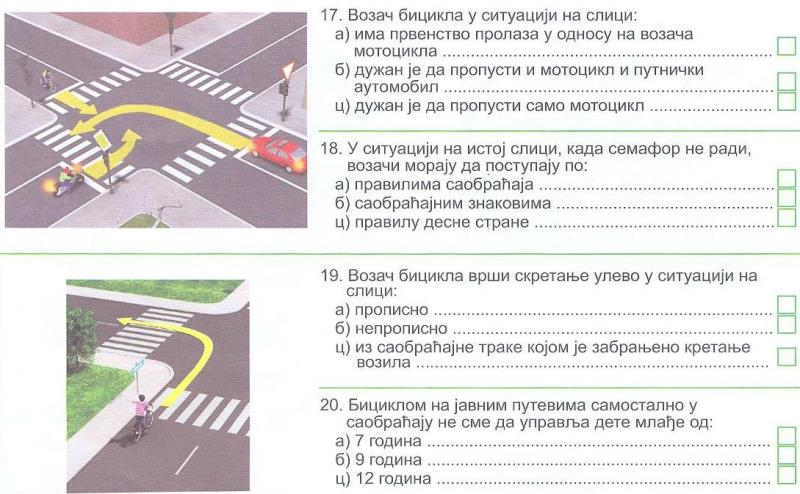 17. Возач бицикла у ситуацији на слици:
а) има првенство пролаза у односу на возача
мотоцикла
б) дужан је да пропусти и мотоцикл и путнички
аутомобил
ц) дужан је да пропусти само мотоцикл
18. У ситуацији на истој слици, када семафор не ради,
возачи морају да поступају по:
а) правилима саобраћаја
б) саобраћајним знаковима
ц) правилу десне стране
19. Возач бицикла врши скретање улево у ситуацији на
слици:
а) прописно
б) непрописно
ц) из саобраћајне траке којом је забрањено кретање
возила
20. Бициклом на јавним путевима самостално у
саобраћају не сме да управља дете млађе од:
а) 7 година
б) 9 година
ц) 12 година